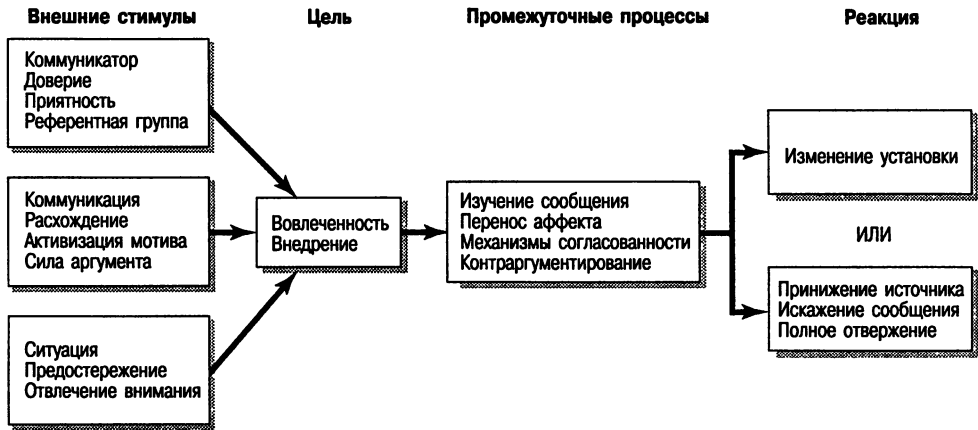 Внешние стимулы
Цель
Промежуточные процессы
Реакция
Коммуникатор
Доверие
Приятность
Референтная группа
Коммуникация
Расхождение
Активизация мотива
Сила аргумента
Ситуация
Предостережение
Отвлечение внимания
Вовлеченность
Внедрение
Изучение сообщения
Перенос аффекта
Механизмы согласованности
Контраргументирование
Изменение установки
ИЛИ
Принижение источника
Искажение сообщения
Полное отвержение